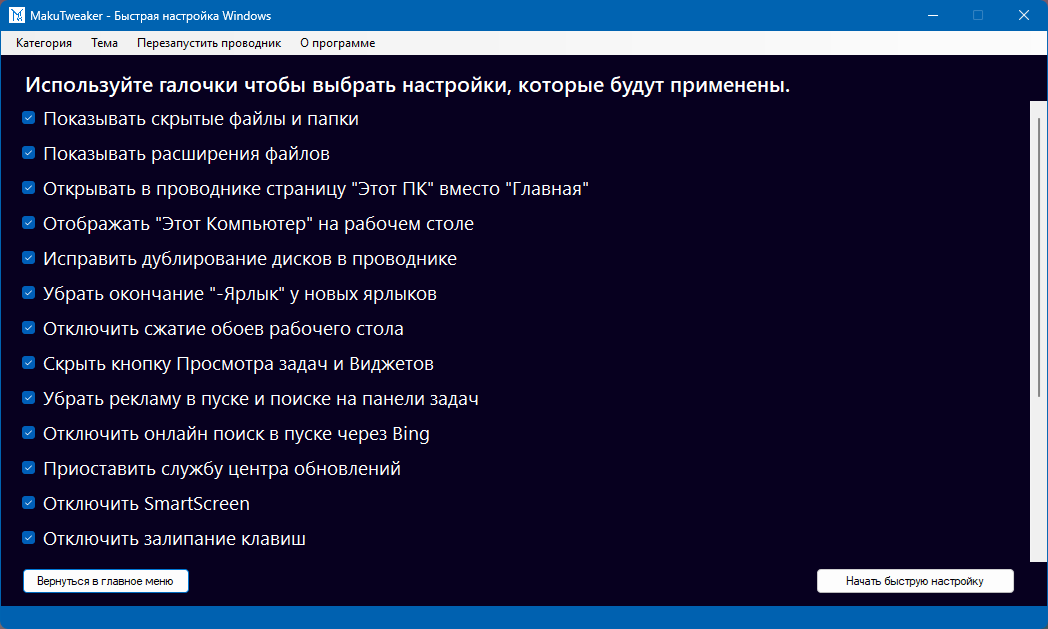 MakuTweaker - Быстрая настройка Windows
Категория Тема Перезапустить проводник О программе
Используйте галочки чтобы выбрать настройки, которые будут применены.
Показывать скрытые файлы и папки
Показывать расширения файлов
Открывать в проводнике страницу "Этот ПК" вместо "Главная"
Отображать "Этот Компьютер" на рабочем столе
Исправить дублирование дисков в проводнике
Убрать окончание "-Ярлык" у новых ярлыков
Отключить сжатие обоев рабочего стола
Скрыть кнопку Просмотра задач и Виджетов
Убрать рекламу в пуске и поиске на панели задач
Отключить онлайн поиск в пуске через Bing
Приоставить службу центра обновлений
Отключить SmartScreen
Отключить залипание клавиш
Вернуться в главное меню Начать быструю настройку